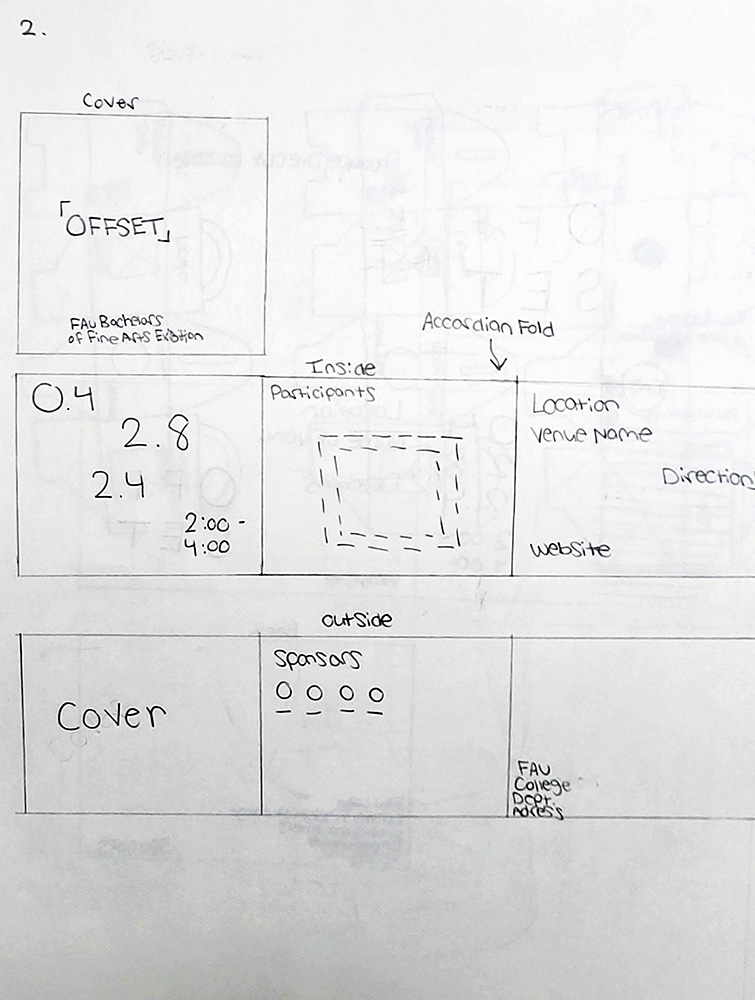 2.
Cover
「OFFSET」
FAU Bachelors
of Fine Arts Exibtion
Accordian Fold
Inside
0.4
2.8
2.4
2:00 -
4:00
Participants
Location
Venue Name
Direction
Website
Outside
Cover
Sponsors
FAU
College
Dept.
Adress